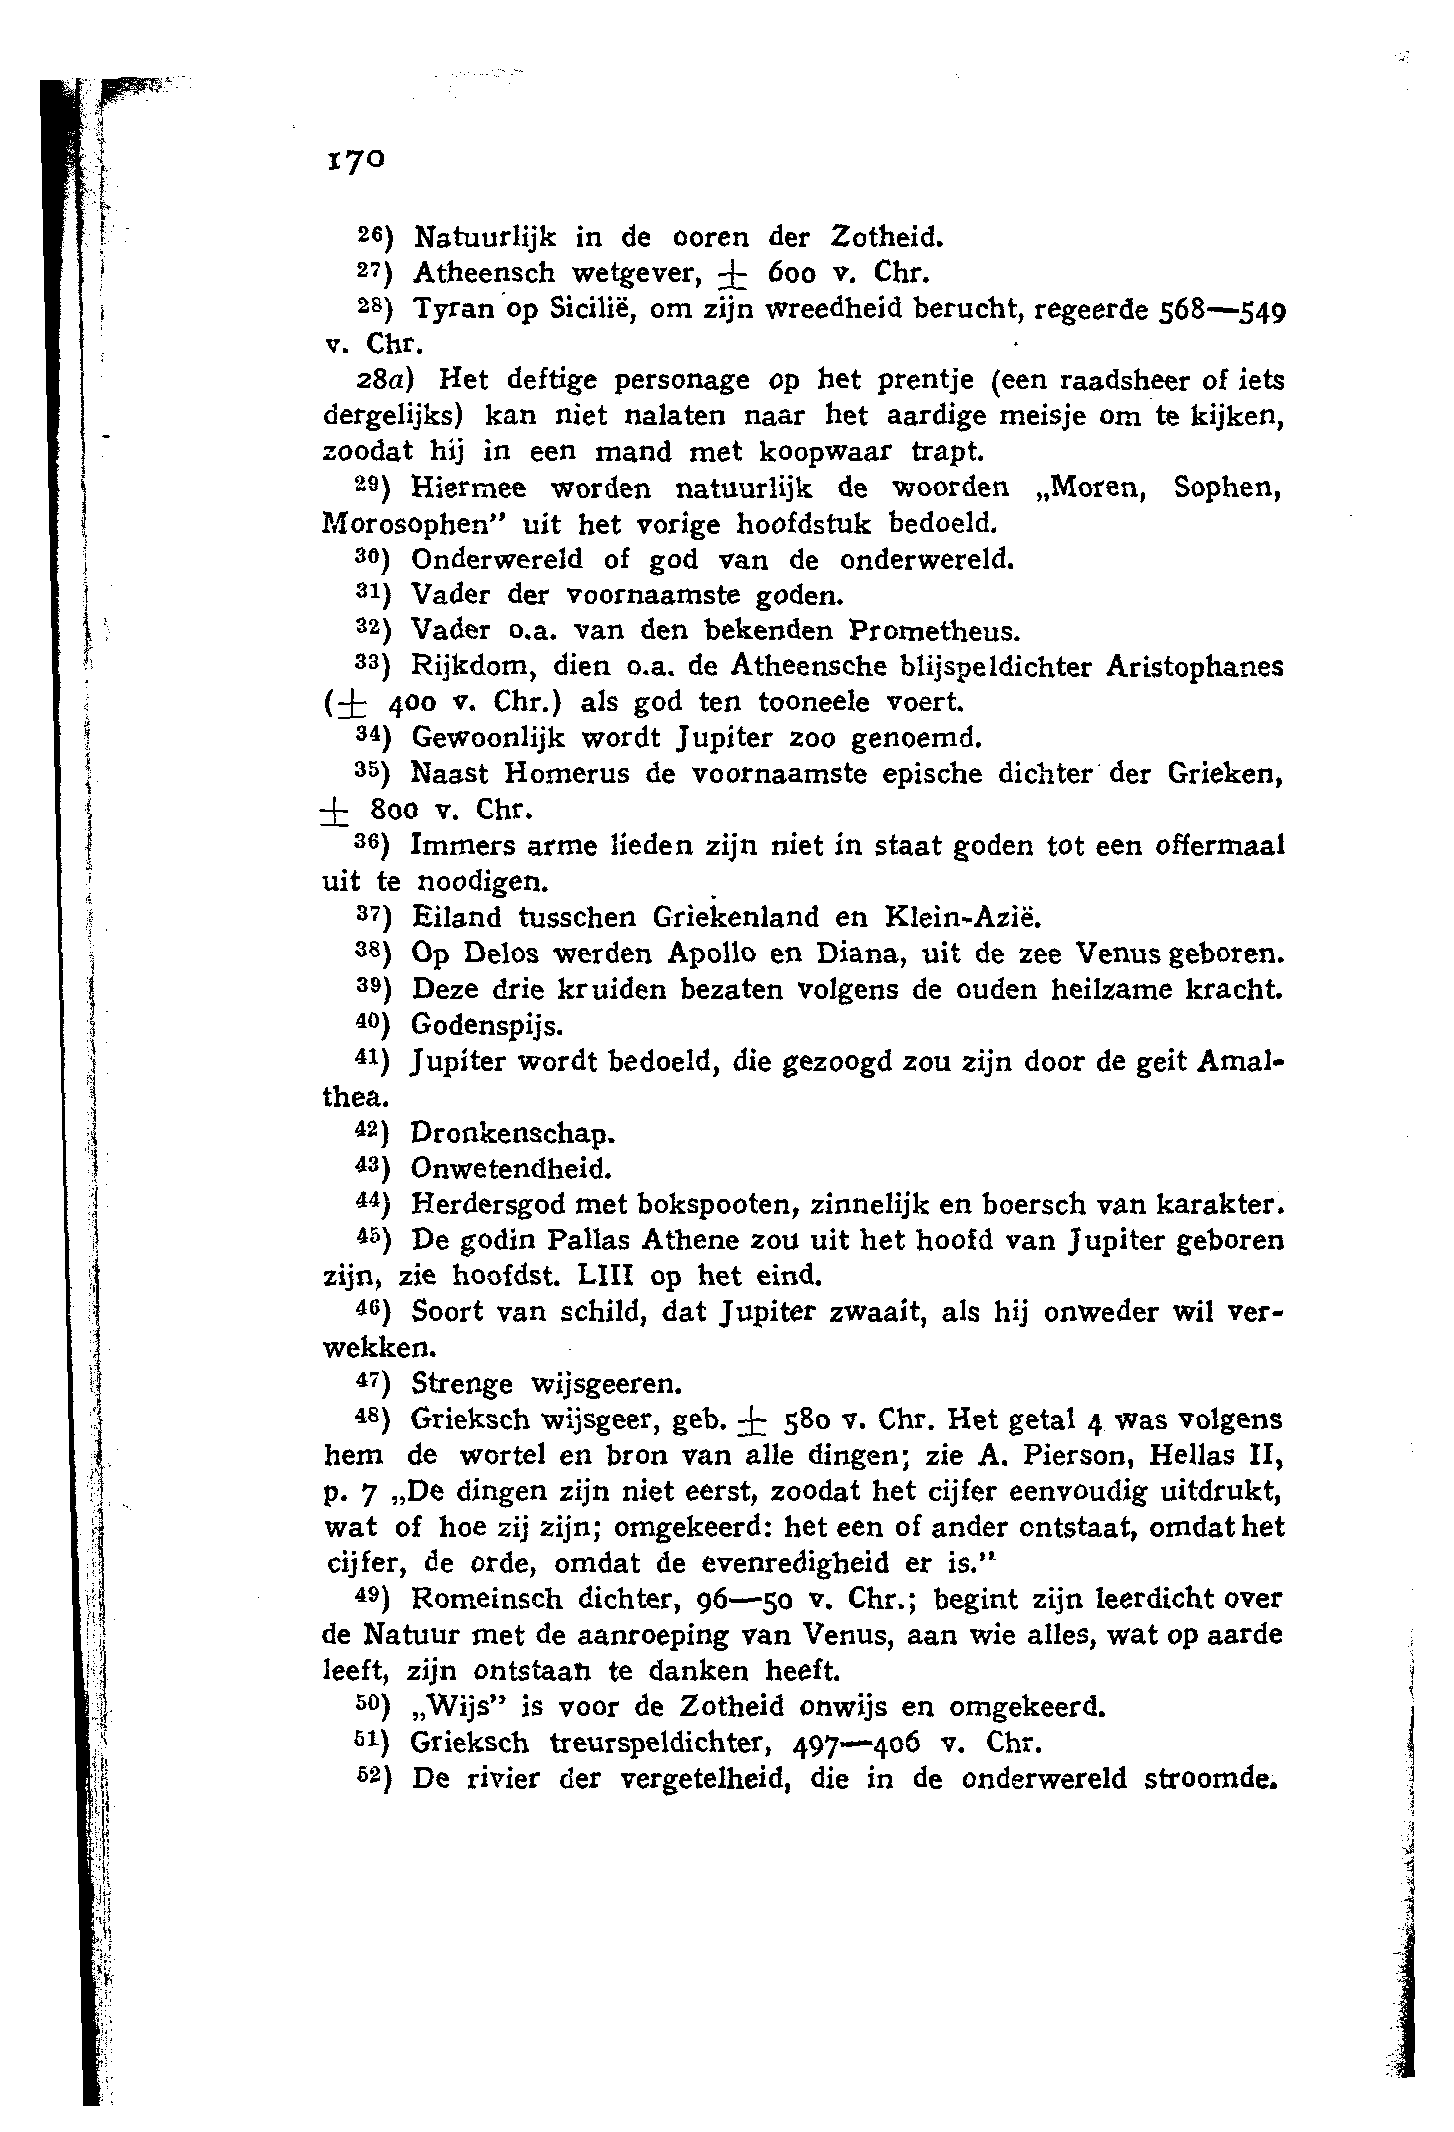 170
26) Natuurlijk in de ooren der Zotheid.
27) Atheensch wetgever, ± 600 v. Chr.
28) Tyran op Sicilië, om zijn wreedheid berucht, regeerde 568—549
v. Chr.
28a) Het deftige personage op het prentje (een raadsheer of iets
dergelijks) kan niet nalaten naar het aardige meisje om te kijken,
zoodat hij in een mand met koopwaar trapt.
29) Hiermee worden natuurlijk de woorden „Moren, Sophen,
Morosophen” uit het vorige hoofdstuk bedoeld.
30) Onderwereld of god van de onderwereld.
31) Vader der voornaamste goden.
32) Vader o.a. van den bekenden Prometheus.
33) Rijkdom, dien o.a. de Atheensche blijspeldichter Aristophanes
(± 400 v. Chr.) als god ten tooneele voert.
34) Gewoonlijk wordt Jupiter zoo genoemd.
35) Naast Homerus de voornaamste epische dichter der Grieken,
± 800 v. Chr.
36) Immers arme lieden zijn niet in staat goden tot een offermaal
uit te noodigen.
37) Eiland tusschen Griekenland en Klein-Azië.
38) Op Delos werden Apollo en Diana, uit de zee Venus geboren.
39) Deze drie kruiden bezaten volgens de ouden heilzame kracht.
40) Godenspijs.
41) Jupiter wordt bedoeld, die gezoogd zou zijn door de geit Amal-
thea.
42) Dronkenschap.
43) Onwetendheid.
44) Herdersgod met bokspooten, zinnelijk en boersch van karakter.
45) De godin Pallas Athene zou uit het hoofd van Jupiter geboren
zijn, zie hoofdst. LIII op het eind.
46) Soort van schild, dat Jupiter zwaait, als hij onweder wil ver-
wekken.
47) Strenge wijsgeeren.
48) Grieksch wijsgeer, geb. ± 580 v. Chr. Het getal 4 was volgens
hem de wortel en bron van alle dingen; zie A. Pierson, Hellas II,
p. 7 „De dingen zijn niet eerst, zoodat het cijfer eenvoudig uitdrukt,
wat of hoe zij zijn; omgekeerd: het een of ander ontstaat, omdat het
cijfer, de orde, omdat de evenredigheid er is.”
49) Romeinsch dichter, 96—50 v. Chr.; begint zijn leerdicht over
de Natuur met de aanroeping van Venus, aan wie alles, wat op aarde
leeft, zijn ontstaan te danken heeft.
50) „Wijs” is voor de Zotheid onwijs en omgekeerd.
51) Grieksch treurspeldichter, 497—406 v. Chr.
52) De rivier der vergetelheid, die in de onderwereld stroomde.